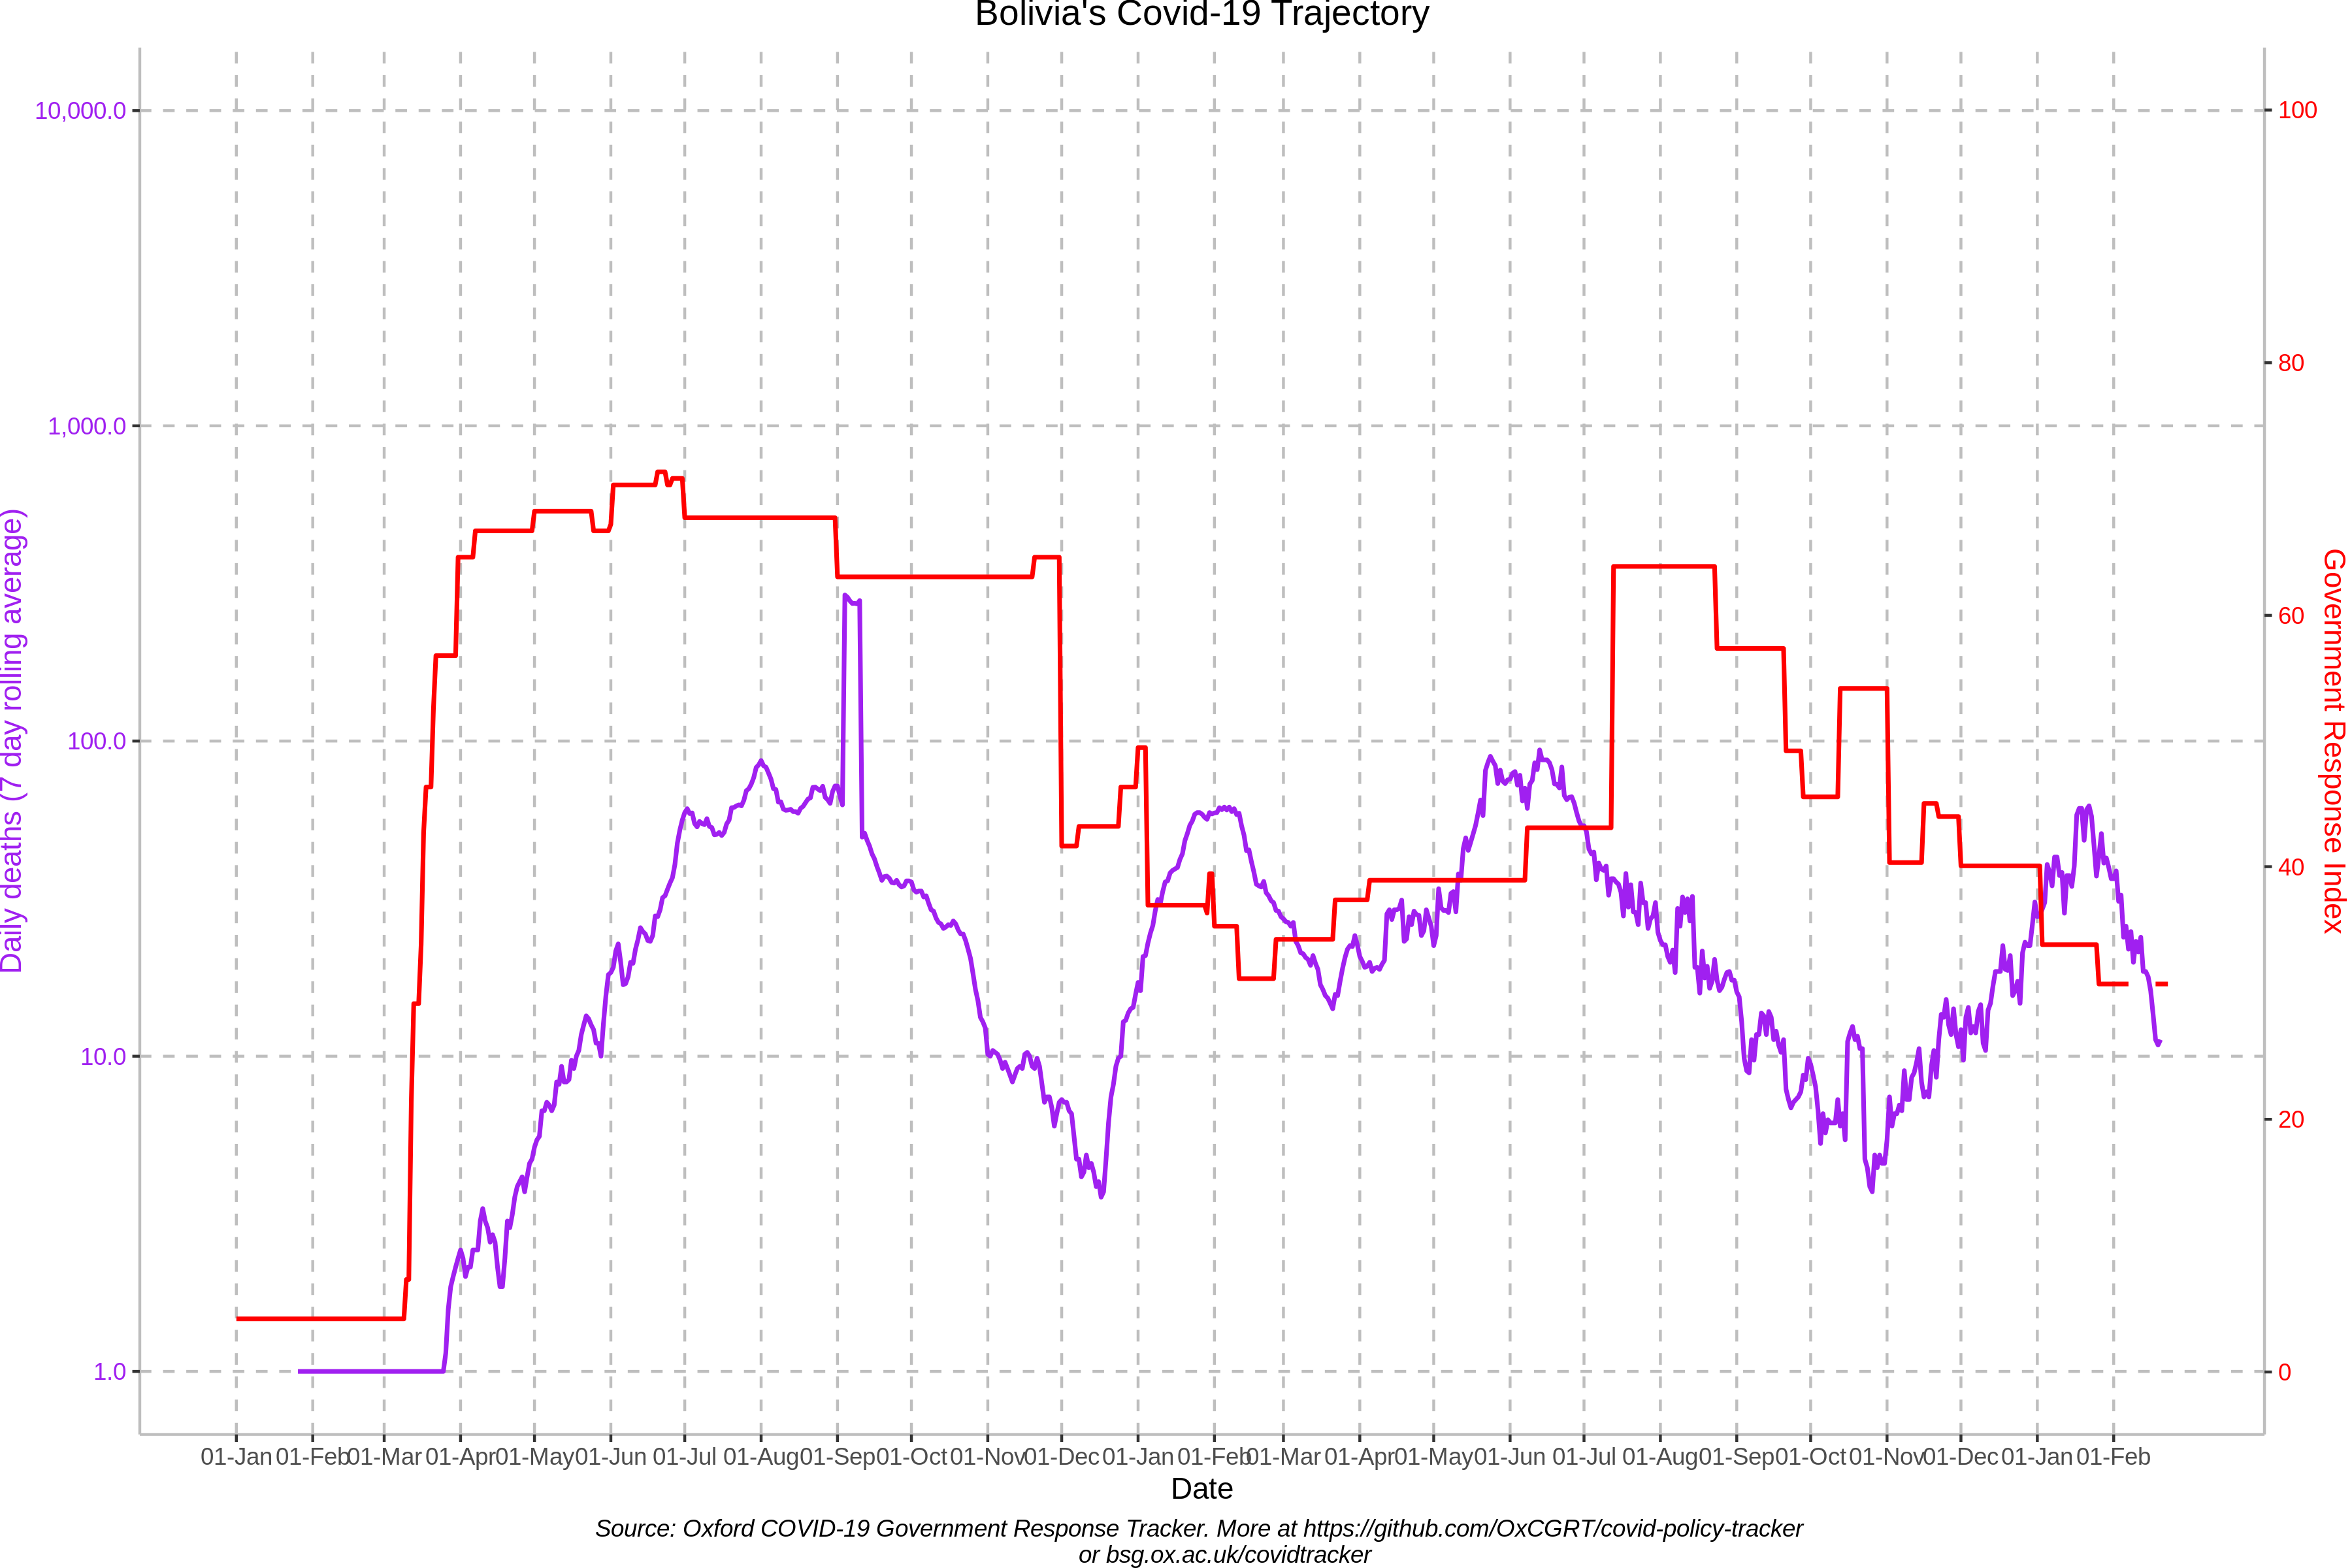 Bolivia's Covid-19 Trajectory
10,000.0
1,000.0
100.0
10.0
1.0
Daily deaths (7 day rolling average)
100
80
60
40
20
0
Government Response Index
01-Jan 01-Feb 01-Mar 01-Apr 01-May 01-Jun 01-Jul 01-Aug 01-Sep 01-Oct 01-Nov 01-Dec 01-Jan 01-Feb 01-Mar 01-Apr 01-May 01-Jun 01-Jul 01-Aug 01-Sep 01-Oct 01-Nov 01-Dec 01-Jan 01-Feb
Date
Source: Oxford COVID-19 Government Response Tracker. More at https://github.com/OxCGRT/covid-policy-tracker
or bsg.ox.ac.uk/covidtracker